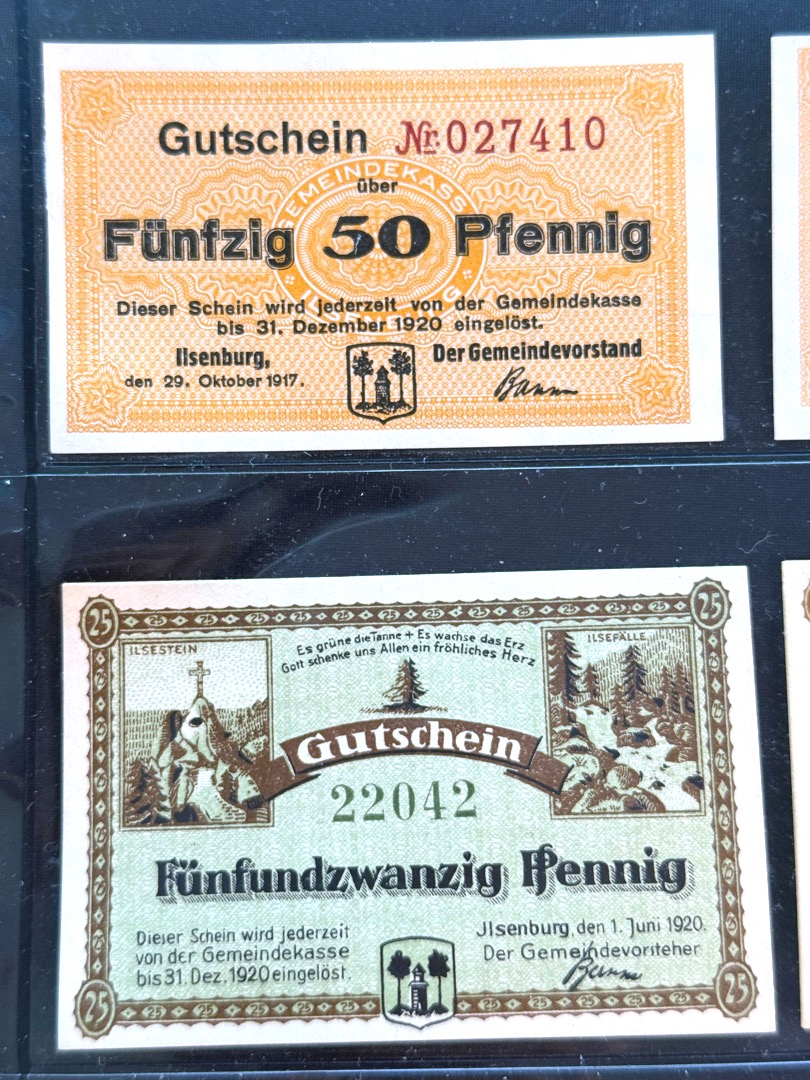 Gutschein Nr. 027410
GEMEINDEKASS
über
Fünfzig 50 Pfennig
Dieser Schein wird jederzeit von der Gemeindekasse
bis 31. Dezember 1920 eingelöst.
Ilsenburg,
den 29. Oktober 1917.
Der Gemeindevorstand
25 25
ILSESTEIN
Es grüne die Tanne + Es wachse das Erz
Gott schenke uns Allen ein fröhliches Herz
ILSEFÄLLE
Gutschein
22042
Fünfundzwanzig Pfennig
Dieser Schein wird jederzeit
von der Gemeindekasse
bis 31. Dez. 1920 eingelöst.
Jlsenburg, den 1. Juni 1920.
Der Gemeindevorsteher
25 25